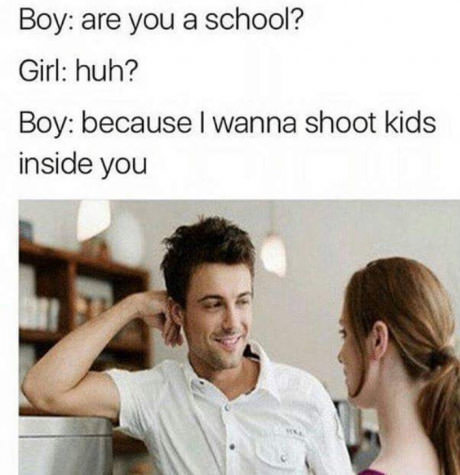 Boy: are you a school?
Girl: huh?
Boy: because I wanna shoot kids
inside you